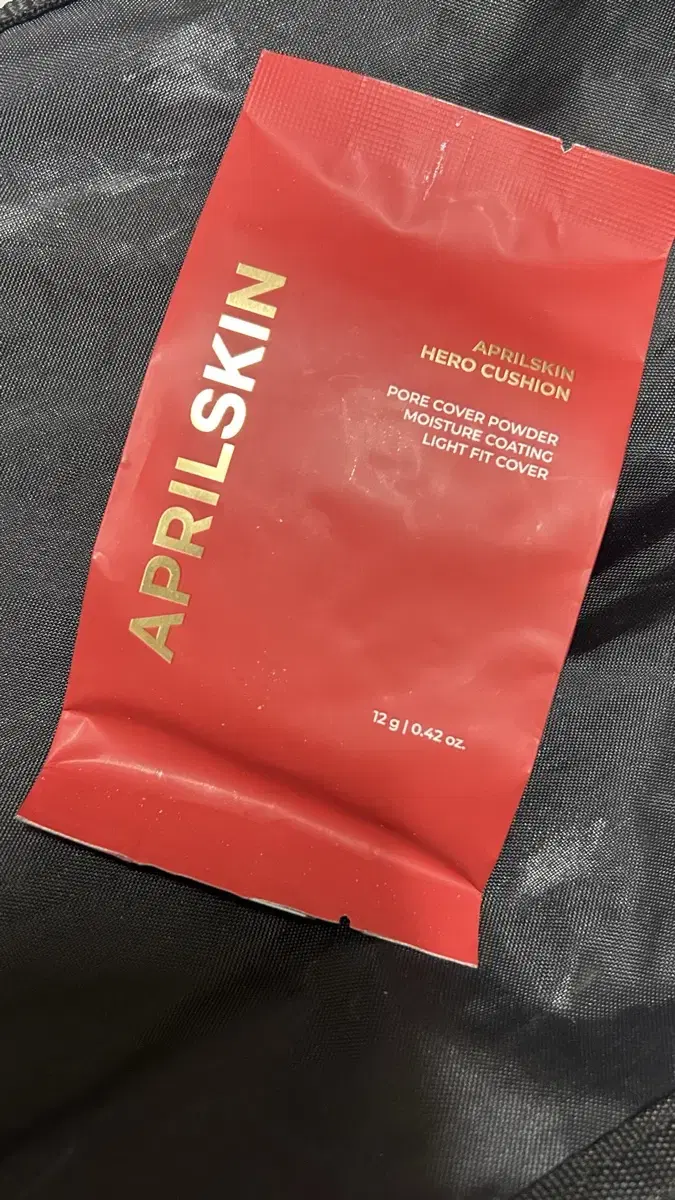 APRILSKIN
APRILSKIN
HERO CUSHION
PORE COVER POWDER
MOISTURE COATING
LIGHT FIT COVER
12 g | 0.42 oz.